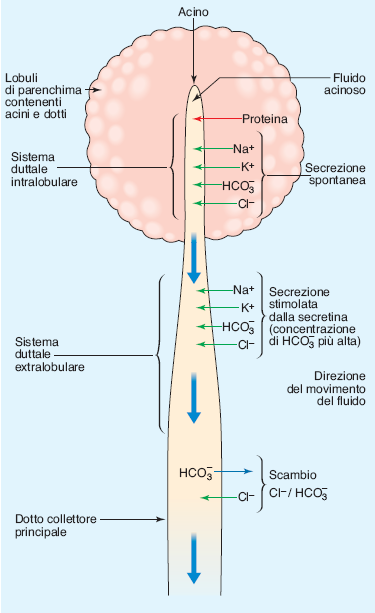 Acino
Lobuli
di parenchima
contenenti
acini e dotti
Fluido
acinoso
Proteina
Sistema
duttale
intralobulare
Na⁺
K⁺
HCO₃⁻
Cl⁻
Secrezione
spontanea
Na⁺
K⁺
HCO₃⁻
Cl⁻
Secrezione
stimolata
dalla secretina
(concentrazione
di HCO₃⁻ più alta)
Sistema
duttale
extralobulare
Direzione
del movimento
del fluido
HCO₃⁻
Cl⁻
Scambio
Cl⁻/ HCO₃⁻
Dotto collettore
principale